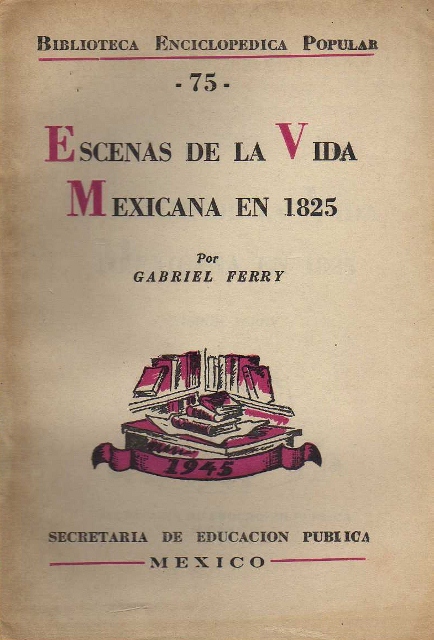 BIBLIOTECA ENCICLOPEDICA POPULAR
- 75 -
ESCENAS DE LA VIDA
MEXICANA EN 1825
Por
GABRIEL FERRY
1945
SECRETARIA DE EDUCACION PUBLICA
MEXICO